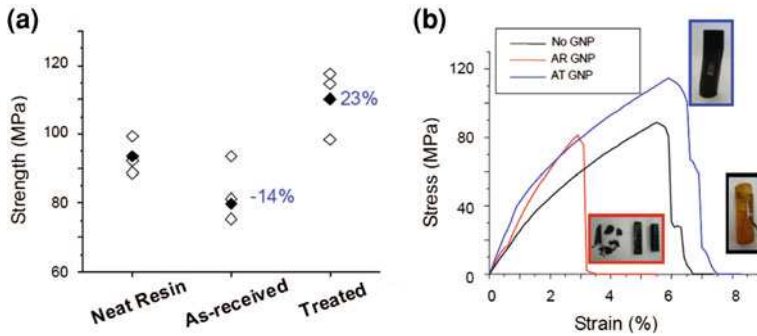 (a)
Strength (MPa)
120
100
80
60
23%
-14%
Neat Resin
As-received
Treated
(b)
Stress (MPa)
120
80
40
0
No GNP
AR GNP
AT GNP
0
2
4
6
8
Strain (%)